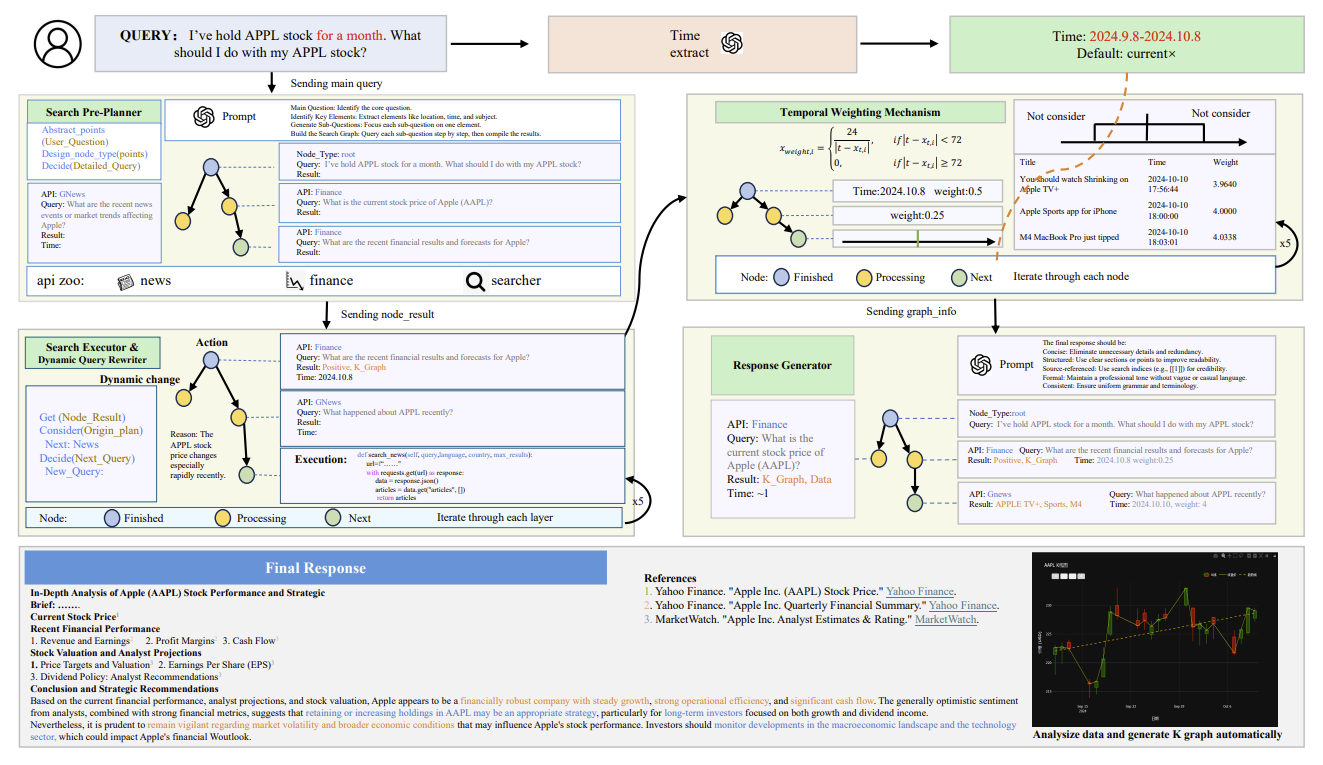 QUERY： I've hold APPL stock for a month. What
should I do with my APPL stock?
Time
extract
Time: 2024.9.8-2024.10.8
Default: current×
Sending main query
Search Pre-Planner
Abstract_points
(User_Question)
Design_node_type(points)
Decide(Detailed_Query)
Prompt
Main Question: Identify the core question.
Identify Key Elements: Extract elements like location, time, and subject.
Generate Sub-Questions: Focus each sub-question on one element.
Build the Search Graph: Query each sub-question step by step, then compile the results.
API: GNews
Query: What are the recent news
events or market trends affecting
Apple?
Result:
Time:
Node_Type: root
Query: I've hold APPL stock for a month. What should I do with my APPL stock?
Result:
API: Finance
Query: What is the current stock price of Apple (AAPL)?
Result:
API: Finance
Query: What are the recent financial results and forecasts for Apple?
Result:
api zoo:
news
finance
searcher
Sending node_result
Search Executor &
Dynamic Query Rewriter
Action
Dynamic change
Get (Node_Result)
Consider(Origin_plan)
Next: News
Decide(Next_Query)
New_Query:
Reason: The
APPL stock
price changes
especially
rapidly recently.
API: Finance
Query: What are the recent financial results and forecasts for Apple?
Result: Positive, K_Graph
Time: 2024.10.8
API: GNews
Query: What happened about APPL recently?
Result:
Time:
Execution:
def search_news(self, query,language, country, max_results):
url=f"……"
with requests.get(url) as response:
data = response.json()
articles = data.get("articles", [])
return articles
x5
Node:
Finished
Processing
Next
Iterate through each layer
Temporal Weighting Mechanism
x_weight,i = { 24 / |t − x_t,i| , if|t − x_t,i| < 72
0, if|t − x_t,i| ≥ 72
Time:2024.10.8 weight:0.5
weight:0.25
Not consider
Not consider
Title Time Weight
You should watch Shrinking on
Apple TV+
2024-10-10
17:56:44
3.9640
Apple Sports app for iPhone
2024-10-10
18:00:00
4.0000
M4 MacBook Pro just tipped
2024-10-10
18:03:01
4.0338
x5
Node:
Finished
Processing
Next
Iterate through each node
Sending graph_info
Response Generator
Prompt
The final response should be:
Concise: Eliminate unnecessary details and redundancy.
Structured: Use clear sections or points to improve readability.
Source-referenced: Use search indices (e.g., [[1]]) for credibility.
Formal: Maintain a professional tone without vague or casual language.
Consistent: Ensure uniform grammar and terminology.
API: Finance
Query: What is the
current stock price of
Apple (AAPL)?
Result: K_Graph, Data
Time: ~1
Node_Type:root
Query: I've hold APPL stock for a month. What should I do with my APPL stock?
API: Finance Query: What are the recent financial results and forecasts for Apple?
Result: Positive, K_Graph Time: 2024.10.8 weight:0.25
API: Gnews Query: What happened about APPL recently?
Result: APPLE TV+, Sports, M4 Time: 2024.10.10, weight: 4
Final Response
In-Depth Analysis of Apple (AAPL) Stock Performance and Strategic
Brief: …….
Current Stock Price1
Recent Financial Performance
1. Revenue and Earnings 2. Profit Margins 3. Cash Flow
Stock Valuation and Analyst Projections
1. Price Targets and Valuation 2. Earnings Per Share (EPS)
3. Dividend Policy: Analyst Recommendations
Conclusion and Strategic Recommendations
Based on the current financial performance, analyst projections, and stock valuation, Apple appears to be a financially robust company with steady growth, strong operational efficiency, and significant cash flow. The generally optimistic sentiment
from analysts, combined with strong financial metrics, suggests that retaining or increasing holdings in AAPL may be an appropriate strategy, particularly for long-term investors focused on both growth and dividend income.
Nevertheless, it is prudent to remain vigilant regarding market volatility and broader economic conditions that may influence Apple's stock performance. Investors should monitor developments in the macroeconomic landscape and the technology
sector, which could impact Apple's financial Woutlook.
References
1. Yahoo Finance. "Apple Inc. (AAPL) Stock Price." Yahoo Finance.
2. Yahoo Finance. "Apple Inc. Quarterly Financial Summary." Yahoo Finance.
3. MarketWatch. "Apple Inc. Analyst Estimates & Rating." MarketWatch.
Analysize data and generate K graph automatically